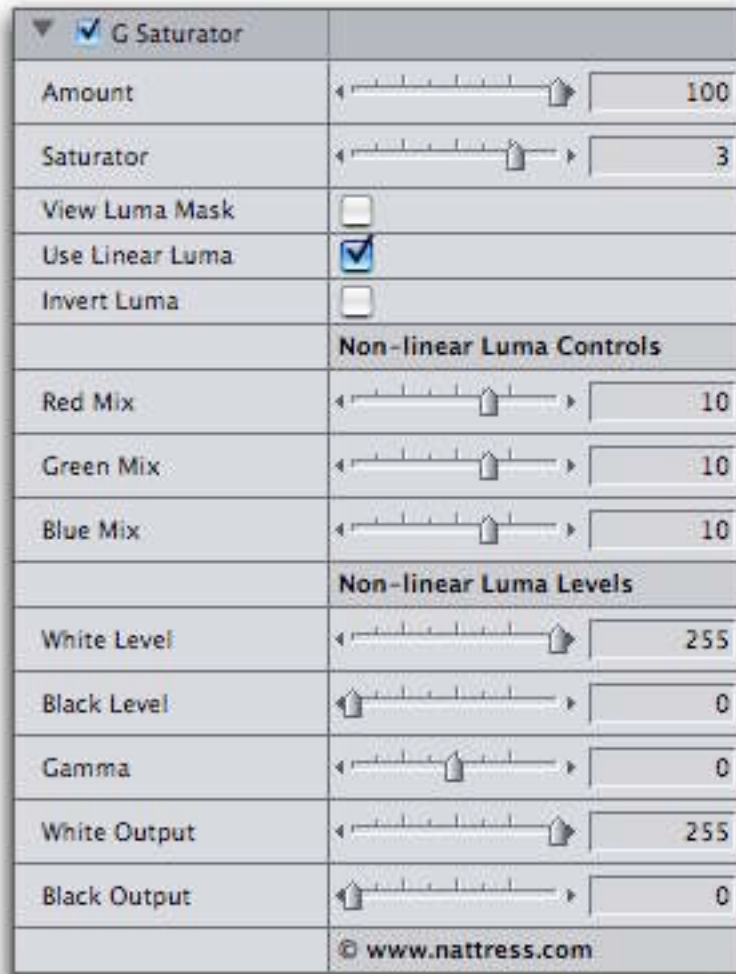 G Saturator
Amount 100
Saturator 3
View Luma Mask
Use Linear Luma
Invert Luma
Non-linear Luma Controls
Red Mix 10
Green Mix 10
Blue Mix 10
Non-linear Luma Levels
White Level 255
Black Level 0
Gamma 0
White Output 255
Black Output 0
© www.nattress.com